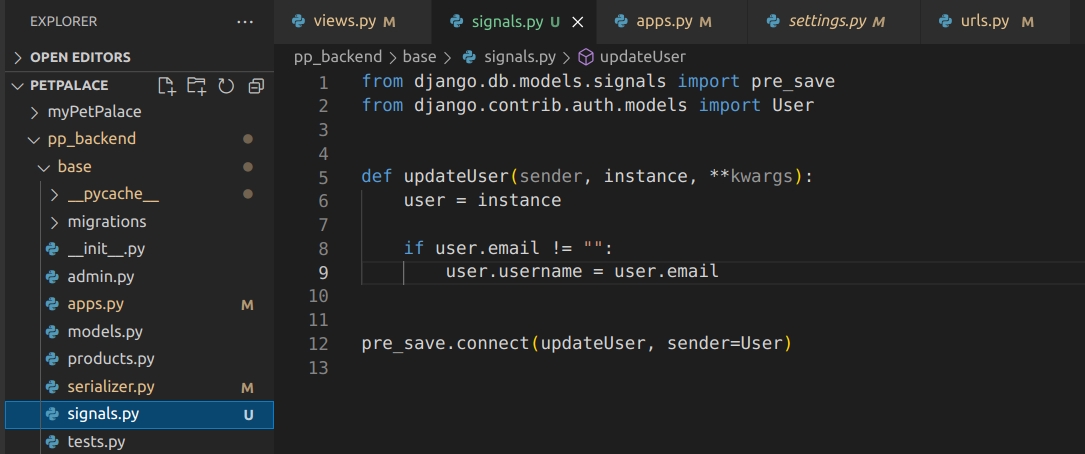 EXPLORER ...
OPEN EDITORS
PETPALACE
myPetPalace
pp_backend
base
__pycache__
migrations
__init__.py
admin.py
apps.py M
models.py
products.py
serializer.py M
signals.py U
tests.py
views.py M
signals.py U
apps.py M
settings.py M
urls.py M
pp_backend > base > signals.py > updateUser
1 from django.db.models.signals import pre_save
2 from django.contrib.auth.models import User
3
4
5 def updateUser(sender, instance, **kwargs):
6     user = instance
7
8     if user.email != "":
9         user.username = user.email
10
11
12 pre_save.connect(updateUser, sender=User)
13